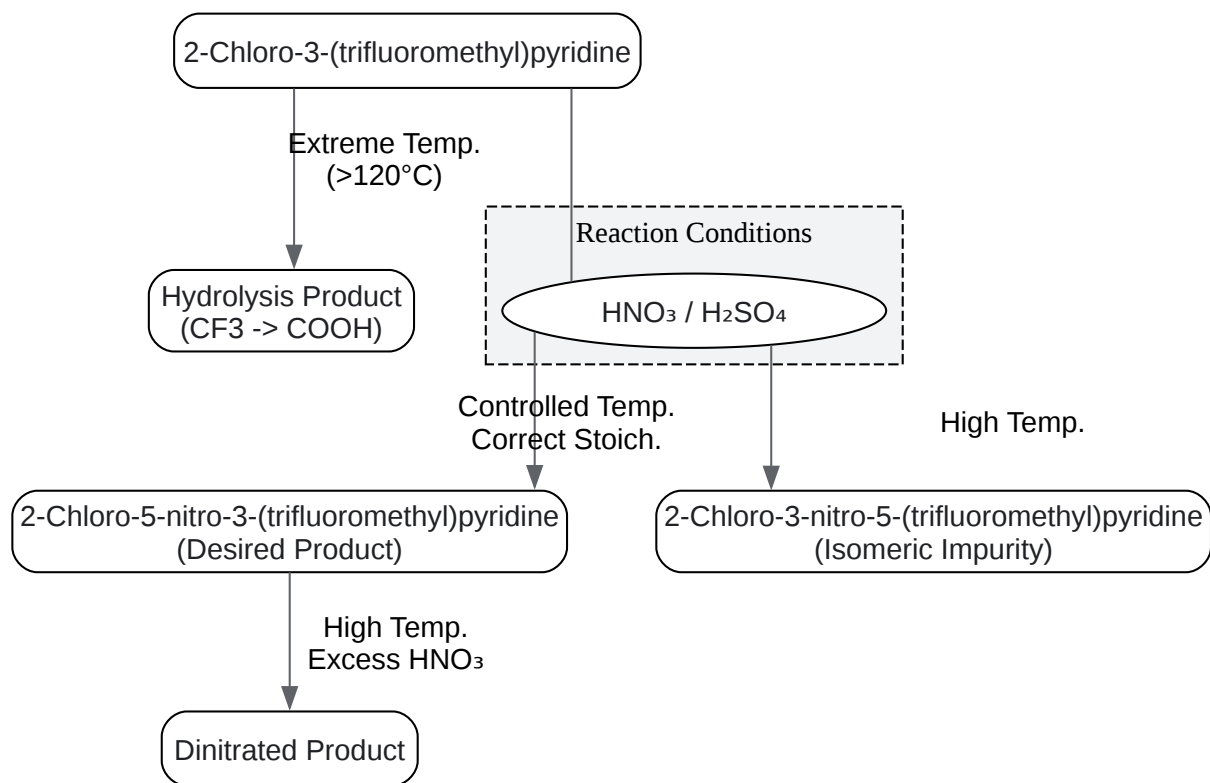 2-Chloro-3-(trifluoromethyl)pyridine
Extreme Temp.
(>120°C)
Reaction Conditions
Hydrolysis Product
(CF3 -> COOH)
HNO₃ / H₂SO₄
Controlled Temp.
Correct Stoich.
High Temp.
2-Chloro-5-nitro-3-(trifluoromethyl)pyridine
(Desired Product)
2-Chloro-3-nitro-5-(trifluoromethyl)pyridine
(Isomeric Impurity)
High Temp.
Excess HNO₃
Dinitrated Product